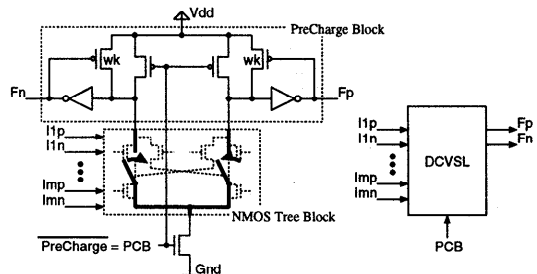 Vdd
PreCharge Block
wk
wk
Fn
Fp
I1p
I1n
Imp
Imn
NMOS Tree Block
PreCharge = PCB
Gnd
I1p
I1n
Imp
Imn
DCVSL
Fp
Fn
PCB